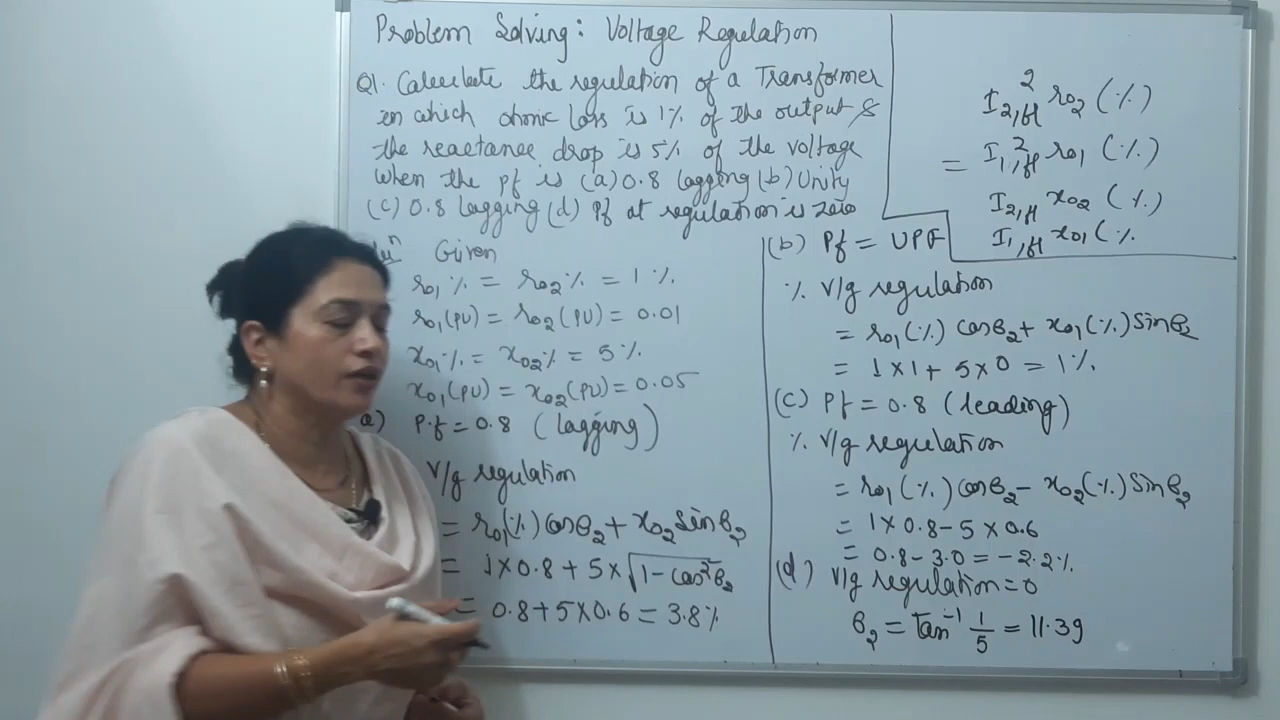 Problem Solving: Voltage Regulation
Q1. Calculate the regulation of a Transformer
in which ohmic loss is 1% of the output &
the reactance drop is 5% of the voltage
when the pf is (a) 0.8 lagging (b) Unity
(c) 0.8 Lagging (d) Pf at regulation is zero
Given
r01 % = r02 % = 1 %.
r01 (PU) = r02 (PU) = 0.01
x01 % = x02 % = 5 %.
x01 (PU) = x02 (PU) = 0.05
a) P.f = 0.8 (lagging)
V/g regulation
= r01(%) cosθ2 + x02 sinθ2
= 1×0.8 + 5×√1-cos²θ2
= 0.8+5×0.6 = 3.8%
I²2,fl r02 (%)
= I²1,fl r01 (%)
I2,fl x02 (%)
I1,fl x01 (%
(b) Pf = UPF
% V/g regulation
= r01 (%) cosθ2 + x01 (%) Sinθ2
= 1×1 + 5×0 = 1%.
(c) Pf = 0.8 (leading)
% V/g regulation
= r01 (%) cosθ2 - x02 (%) Sinθ2
= 1×0.8 - 5×0.6
= 0.8-3.0 = -2.2%.
(d) V/g regulation = 0
θ2 = tan⁻¹ 1/5 = 11.39